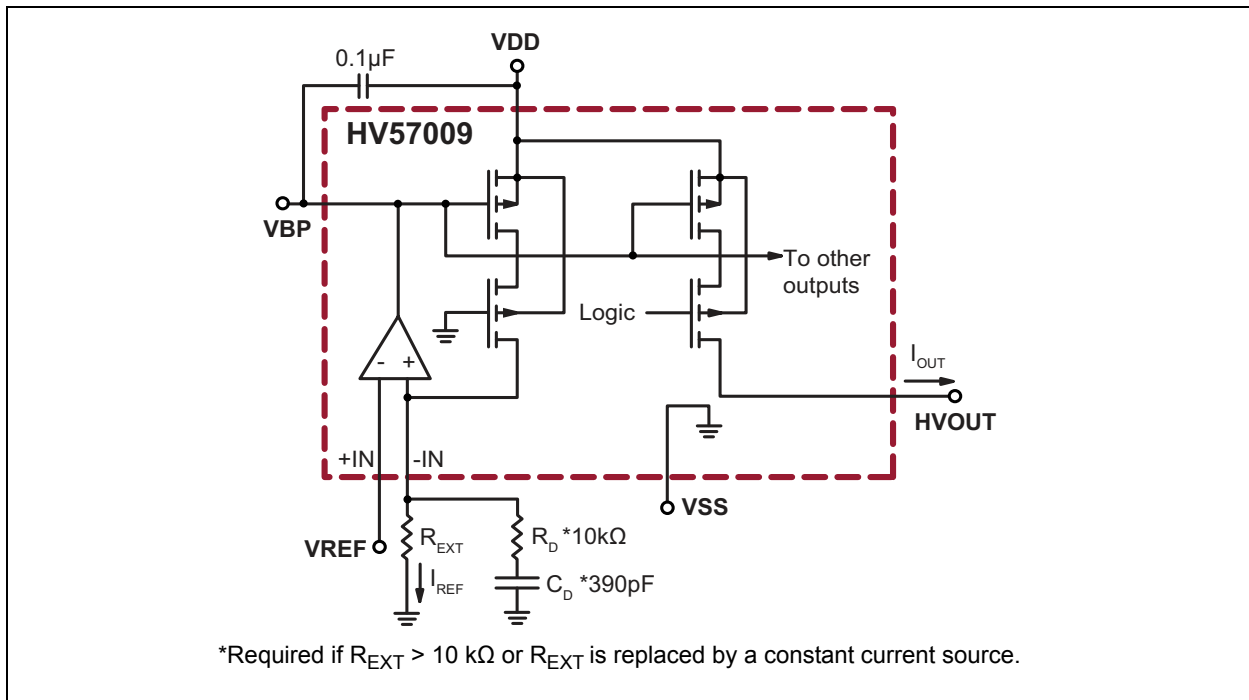 VDD
0.1µF
HV57009
VBP
To other
outputs
Logic
- +
I_OUT
HVOUT
+IN -IN
VSS
VREF
R_EXT
R_D *10kΩ
I_REF
C_D *390pF
*Required if R_EXT > 10 kΩ or R_EXT is replaced by a constant current source.